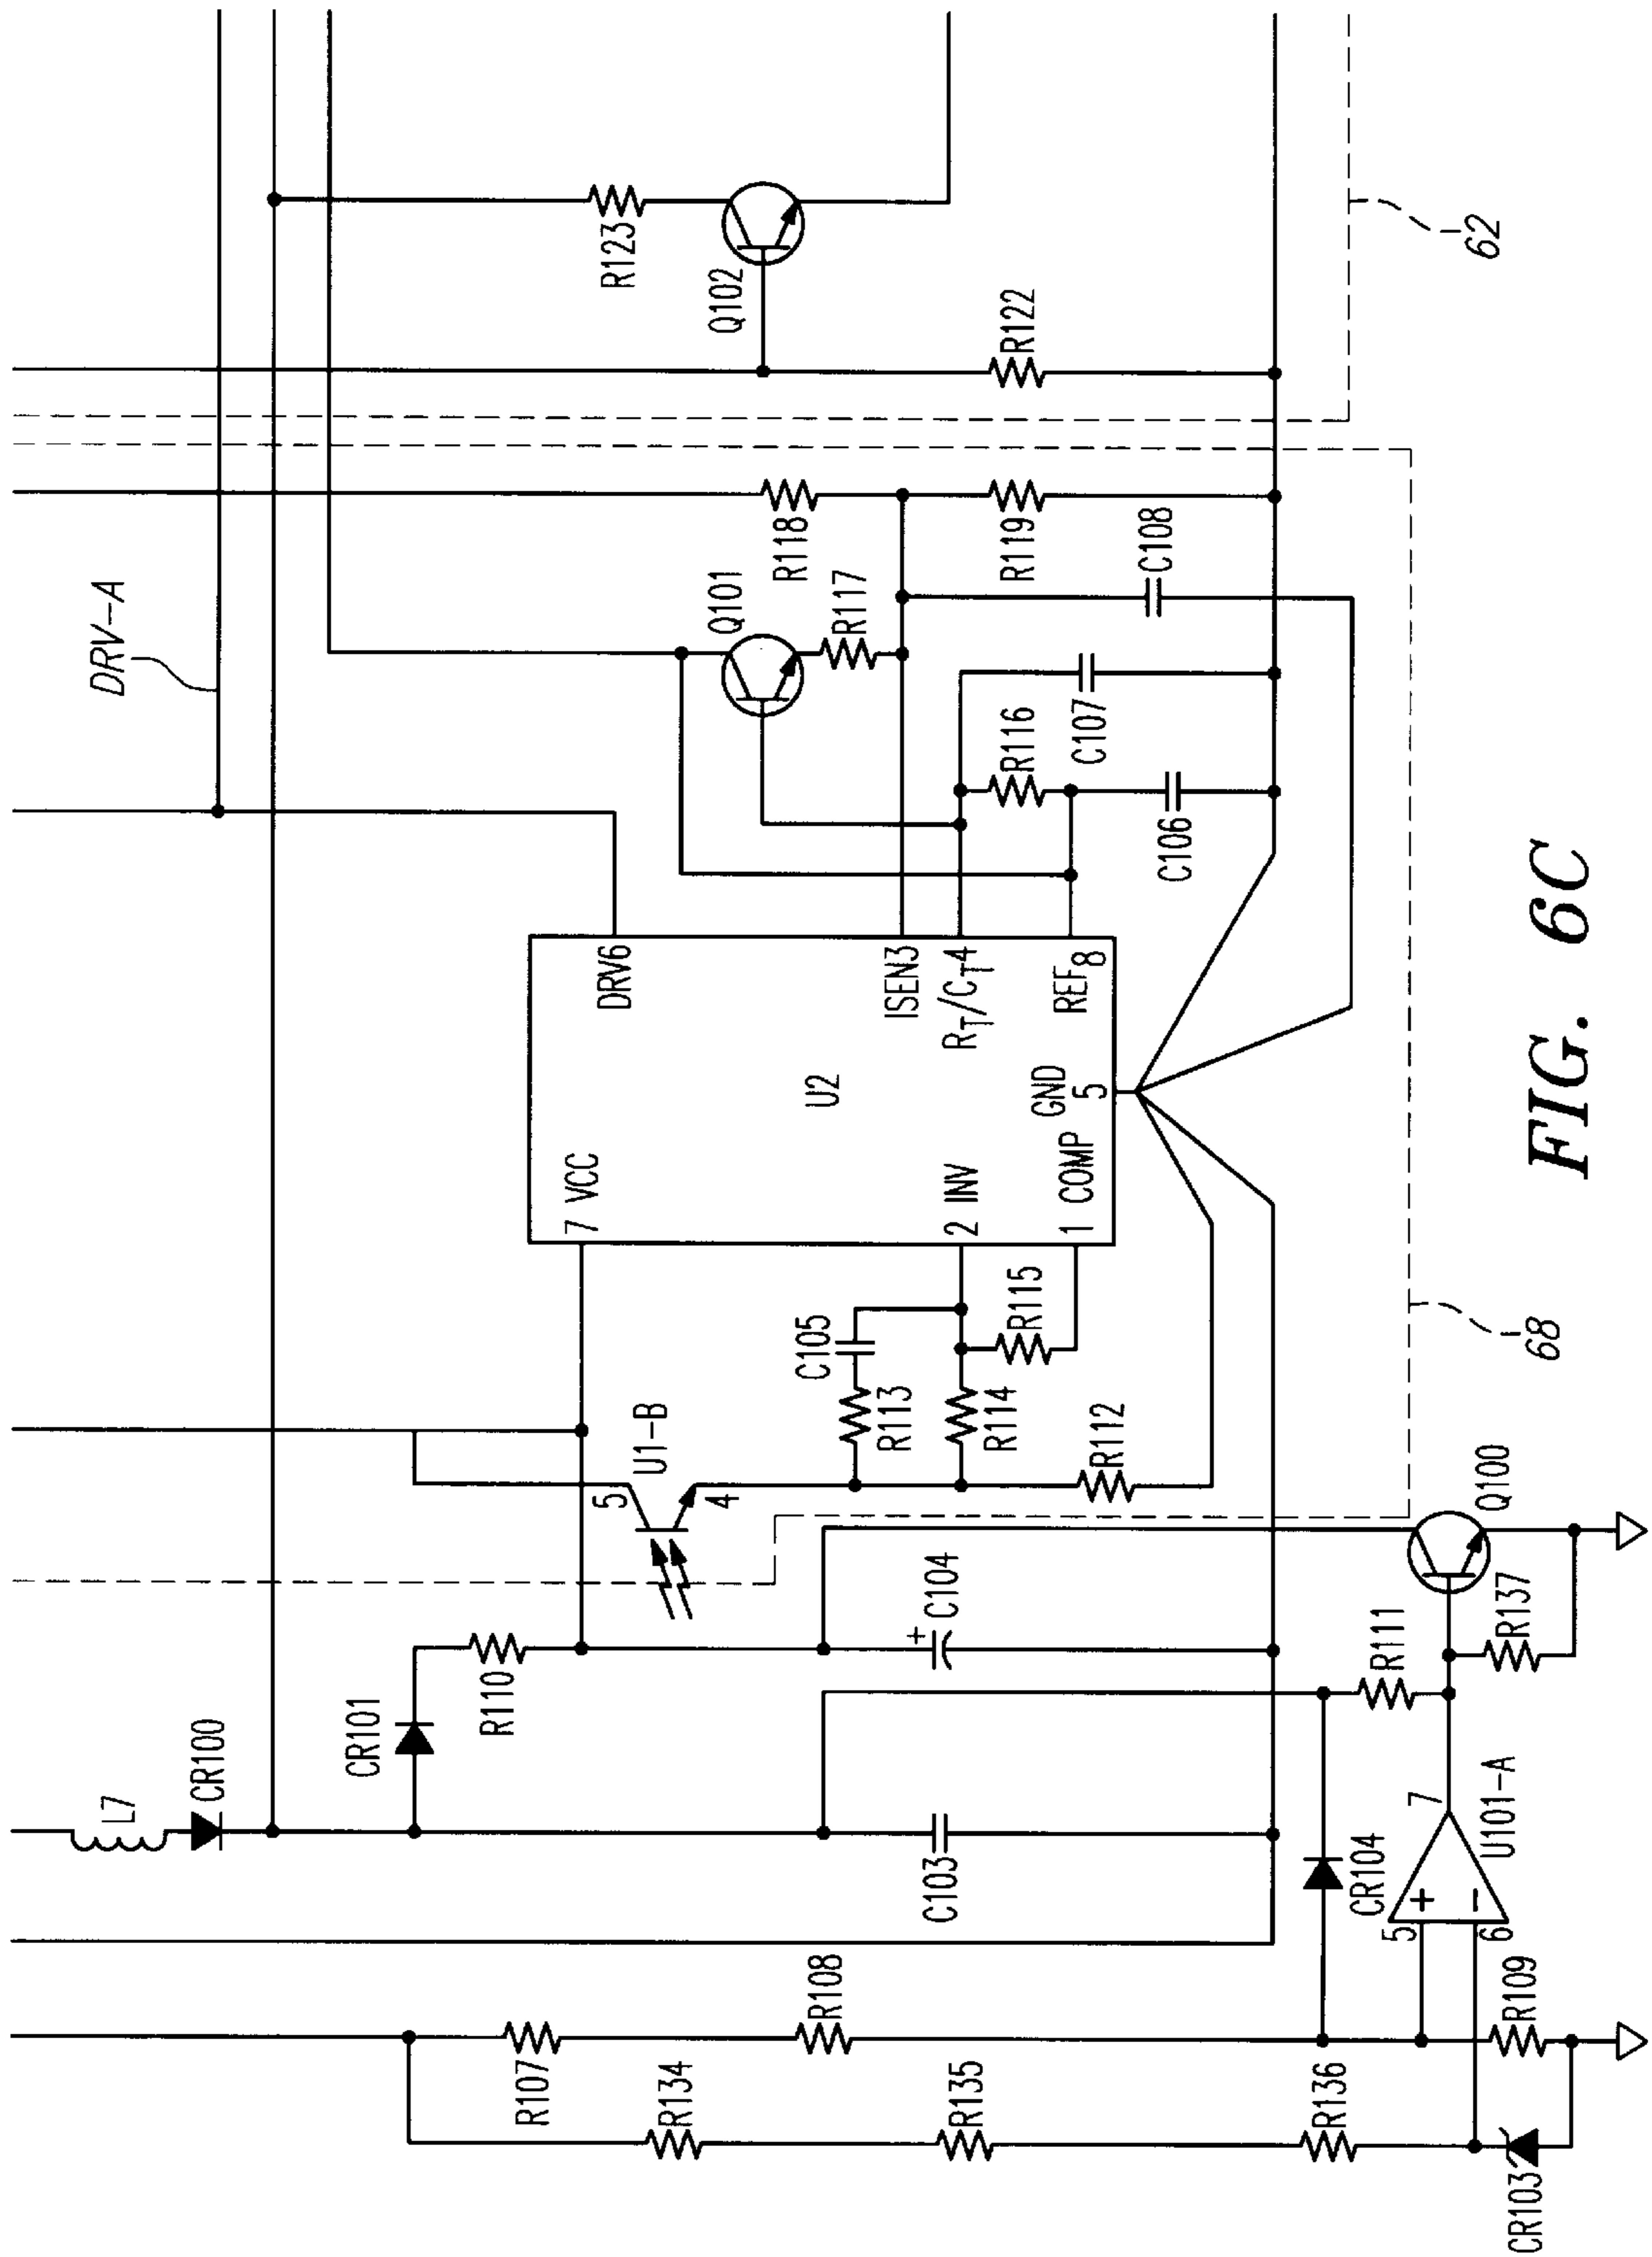 DRV-A
L7
CR100
CR101
R110
U1-B
5
4
7 VCC
DRV6
U2
2 INV
1 COMP
GND
5
ISEN3
RT/CT4
REF8
Q101
R117
R118
R119
C108
R123
Q102
R122
62
C105
R113
R114
R115
R112
R116
C107
C106
+
C104
C103
R107
R108
R134
R135
R136
CR104
R111
Q100
R137
5
+
-
6
7
U101-A
R109
CR103
68
FIG. 6C